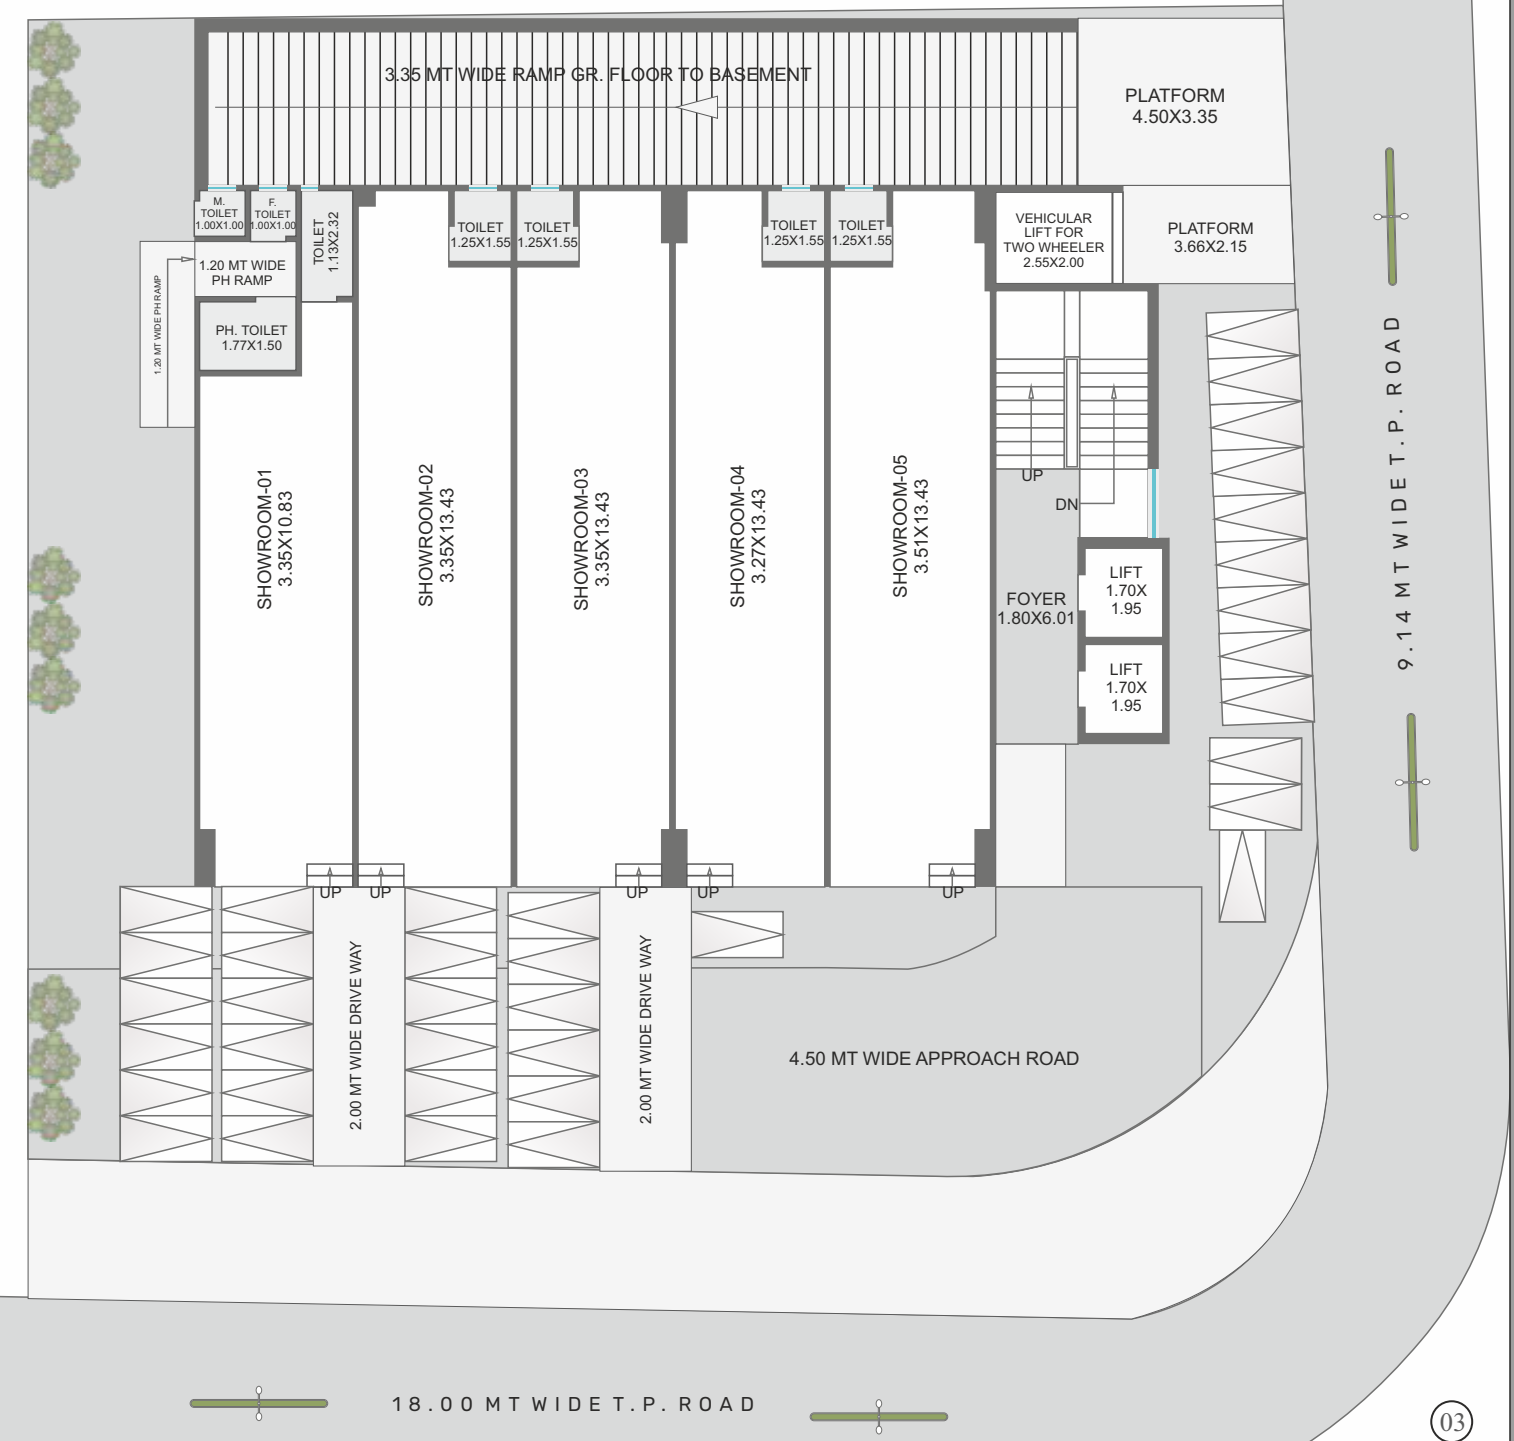 3.35 MT WIDE RAMP GR. FLOOR TO BASEMENT
PLATFORM
4.50X3.35
M.
TOILET
1.00X1.00
F.
TOILET
1.00X1.00
TOILET
1.13X2.32
TOILET
1.25X1.55
TOILET
1.25X1.55
TOILET
1.25X1.55
TOILET
1.25X1.55
VEHICULAR
LIFT FOR
TWO WHEELER
2.55X2.00
PLATFORM
3.66X2.15
1.20 MT WIDE
PH RAMP
1.20 MT WIDE PH RAMP
PH. TOILET
1.77X1.50
SHOWROOM-01
3.35X10.83
SHOWROOM-02
3.35X13.43
SHOWROOM-03
3.35X13.43
SHOWROOM-04
3.27X13.43
SHOWROOM-05
3.51X13.43
UP
DN
FOYER
1.80X6.01
LIFT
1.70X
1.95
LIFT
1.70X
1.95
9.14 MT WIDE T.P. ROAD
UP
UP
UP
UP
UP
2.00 MT WIDE DRIVE WAY
2.00 MT WIDE DRIVE WAY
4.50 MT WIDE APPROACH ROAD
18.00 MT WIDE T.P. ROAD
03